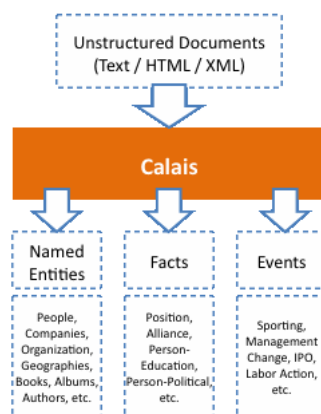 Unstructured Documents
(Text / HTML / XML)
Calais
Named
Entities
People,
Companies,
Organization,
Geographies,
Books, Albums,
Authors, etc.
Facts
Position,
Alliance,
Person-
Education,
Person-Political,
etc.
Events
Sporting,
Management
Change, IPO,
Labor Action,
etc.